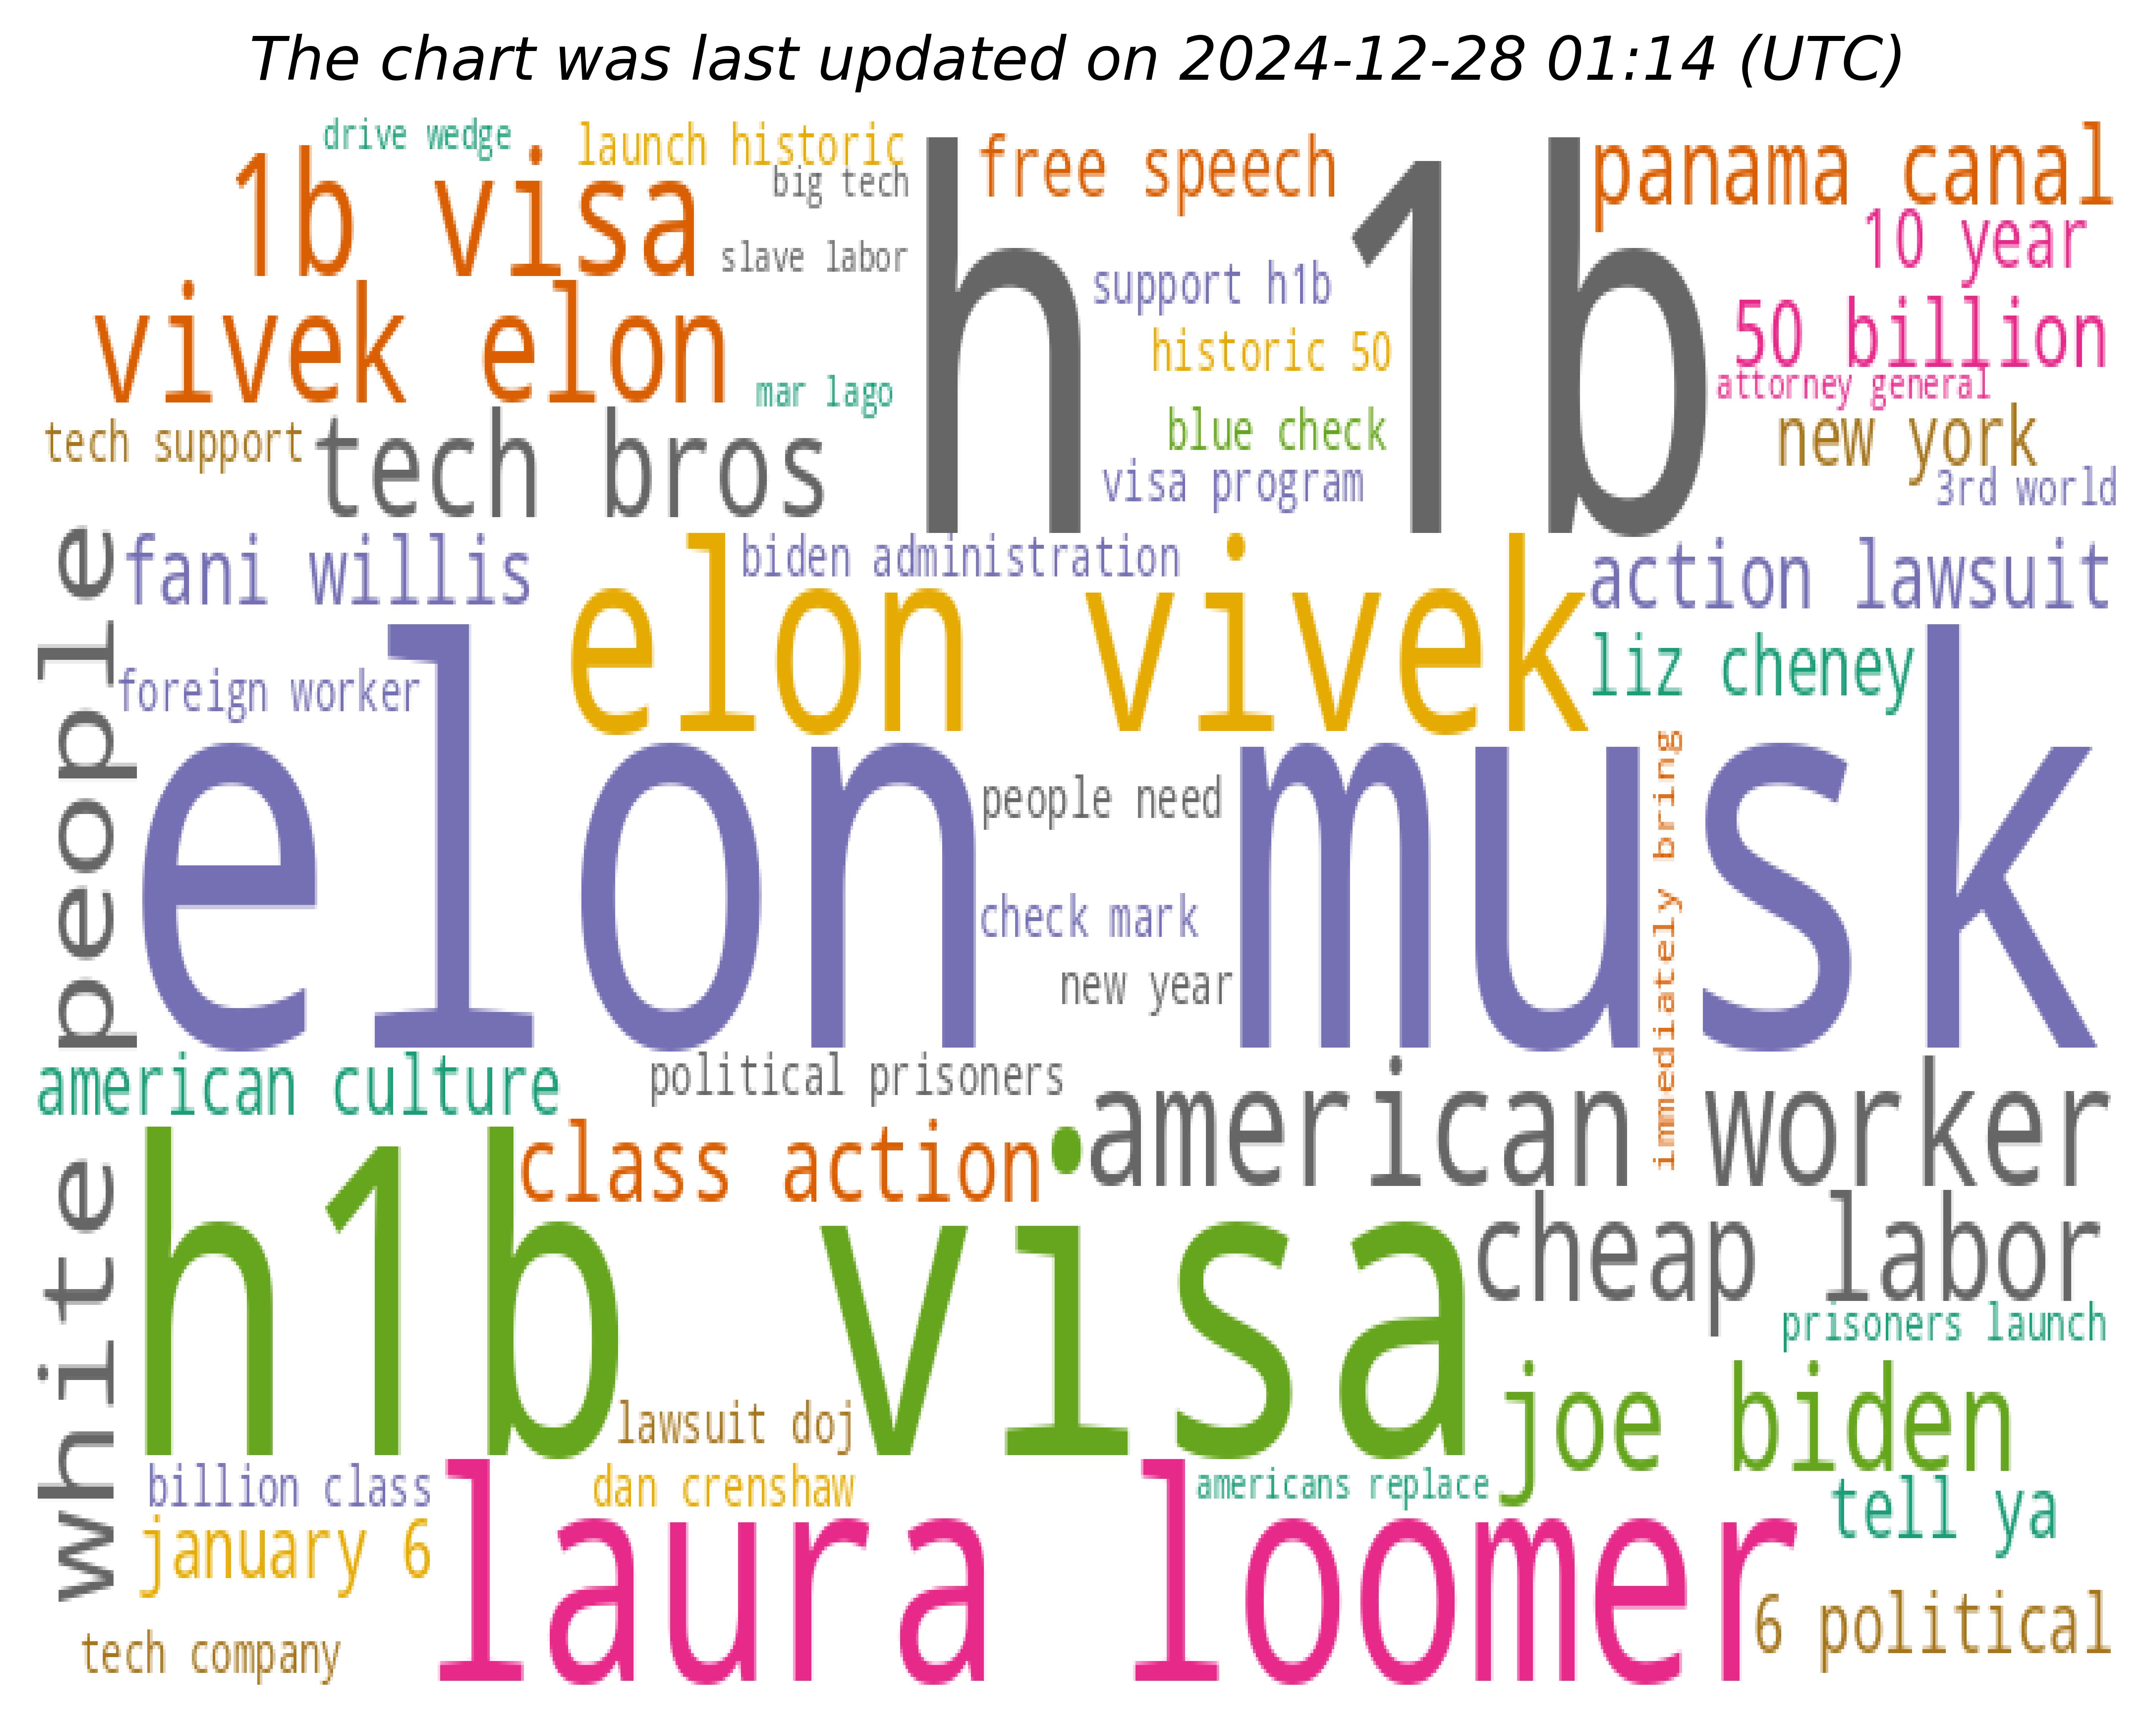 The chart was last updated on 2024-12-28 01:14 (UTC)
drive wedge
launch historic
big tech
1b visa
slave labor
h 1b
free speech
panama canal
10 year
support h1b
vivek elon
historic 50
50 billion
mar lago
attorney general
tech support
tech bros
blue check
new york
visa program
3rd world
fani willis
biden administration
elon vivek
action lawsuit
liz cheney
foreign worker
white people
elon musk
people need
check mark
new year
immediately bring
american culture
political prisoners
american worker
class action
h1b visa
cheap labor
prisoners launch
joe biden
lawsuit doj
billion class
dan crenshaw
americans replace
tell ya
january 6
laura loomer
6 political
tech company